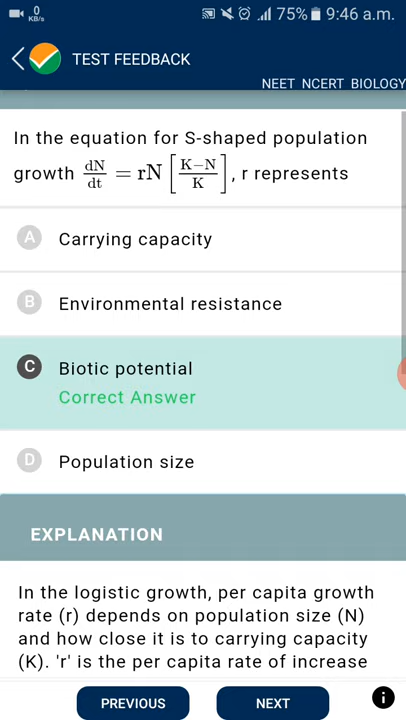 0 KB/s 75% 9:46 a.m.
TEST FEEDBACK
NEET NCERT BIOLOGY
In the equation for S-shaped population
growth dN/dt = rN [K−N/K], r represents
A Carrying capacity
B Environmental resistance
C Biotic potential
Correct Answer
D Population size
EXPLANATION
In the logistic growth, per capita growth
rate (r) depends on population size (N)
and how close it is to carrying capacity
(K). 'r' is the per capita rate of increase
PREVIOUS NEXT i